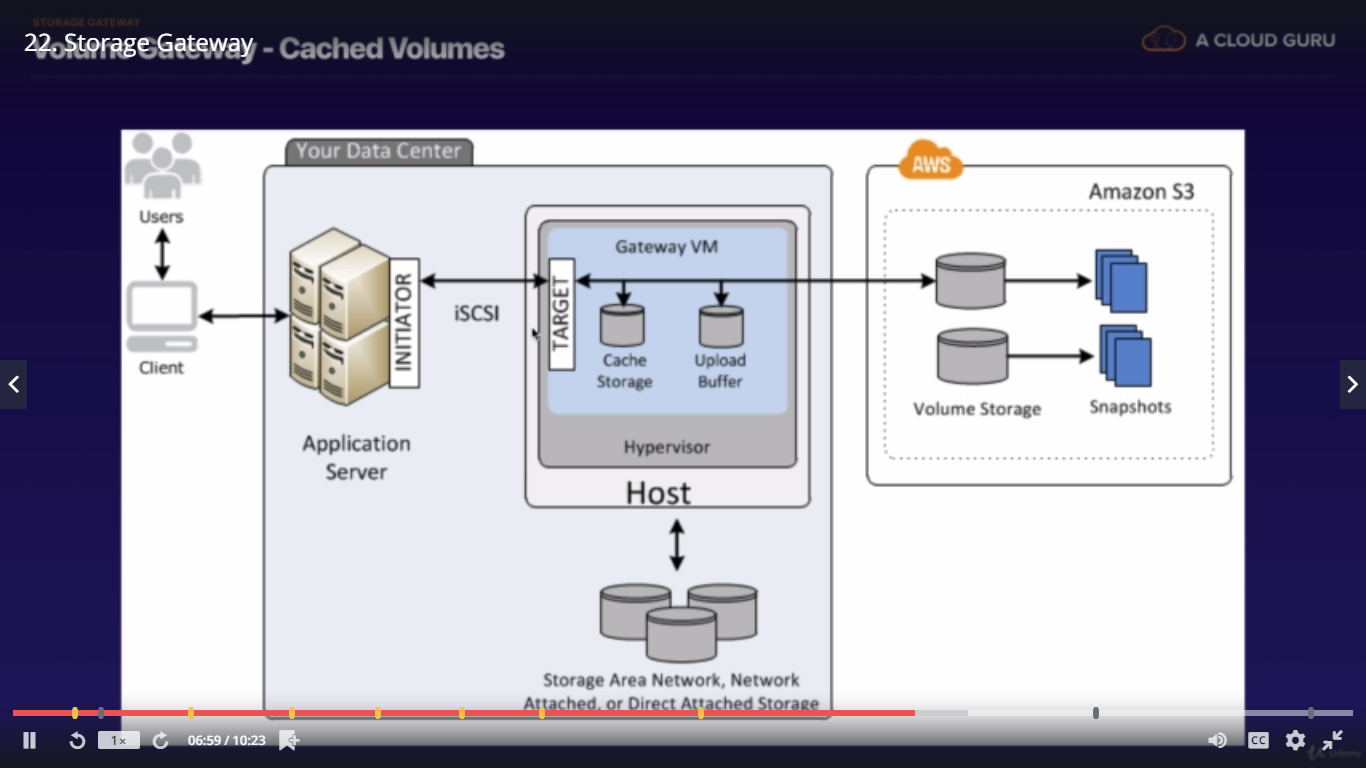 STORAGE GATEWAY
22. Storage Gateway
Volume Gateway - Cached Volumes
A CLOUD GURU
Your Data Center
AWS
Amazon S3
Users
Gateway VM
INITIATOR
iSCSI
TARGET
Cache
Storage
Upload
Buffer
Client
Volume Storage
Snapshots
Application
Server
Hypervisor
Host
Storage Area Network, Network
Attached, or Direct Attached Storage
1×
06:59 / 10:23
CC
Udemy